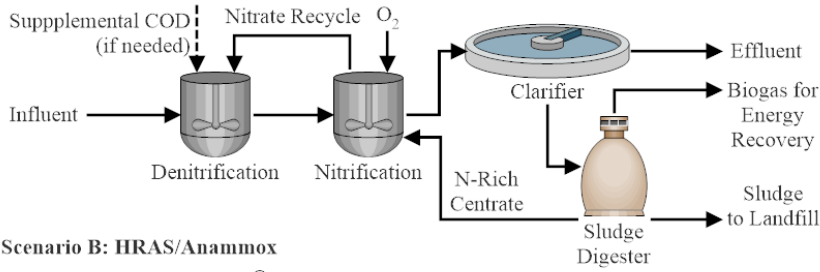 Suppplemental COD
(if needed)
Nitrate Recycle
O2
Influent
Denitrification
Nitrification
Clarifier
Effluent
Biogas for
Energy
Recovery
N-Rich
Centrate
Sludge
to Landfill
Sludge
Digester
Scenario B: HRAS/Anammox